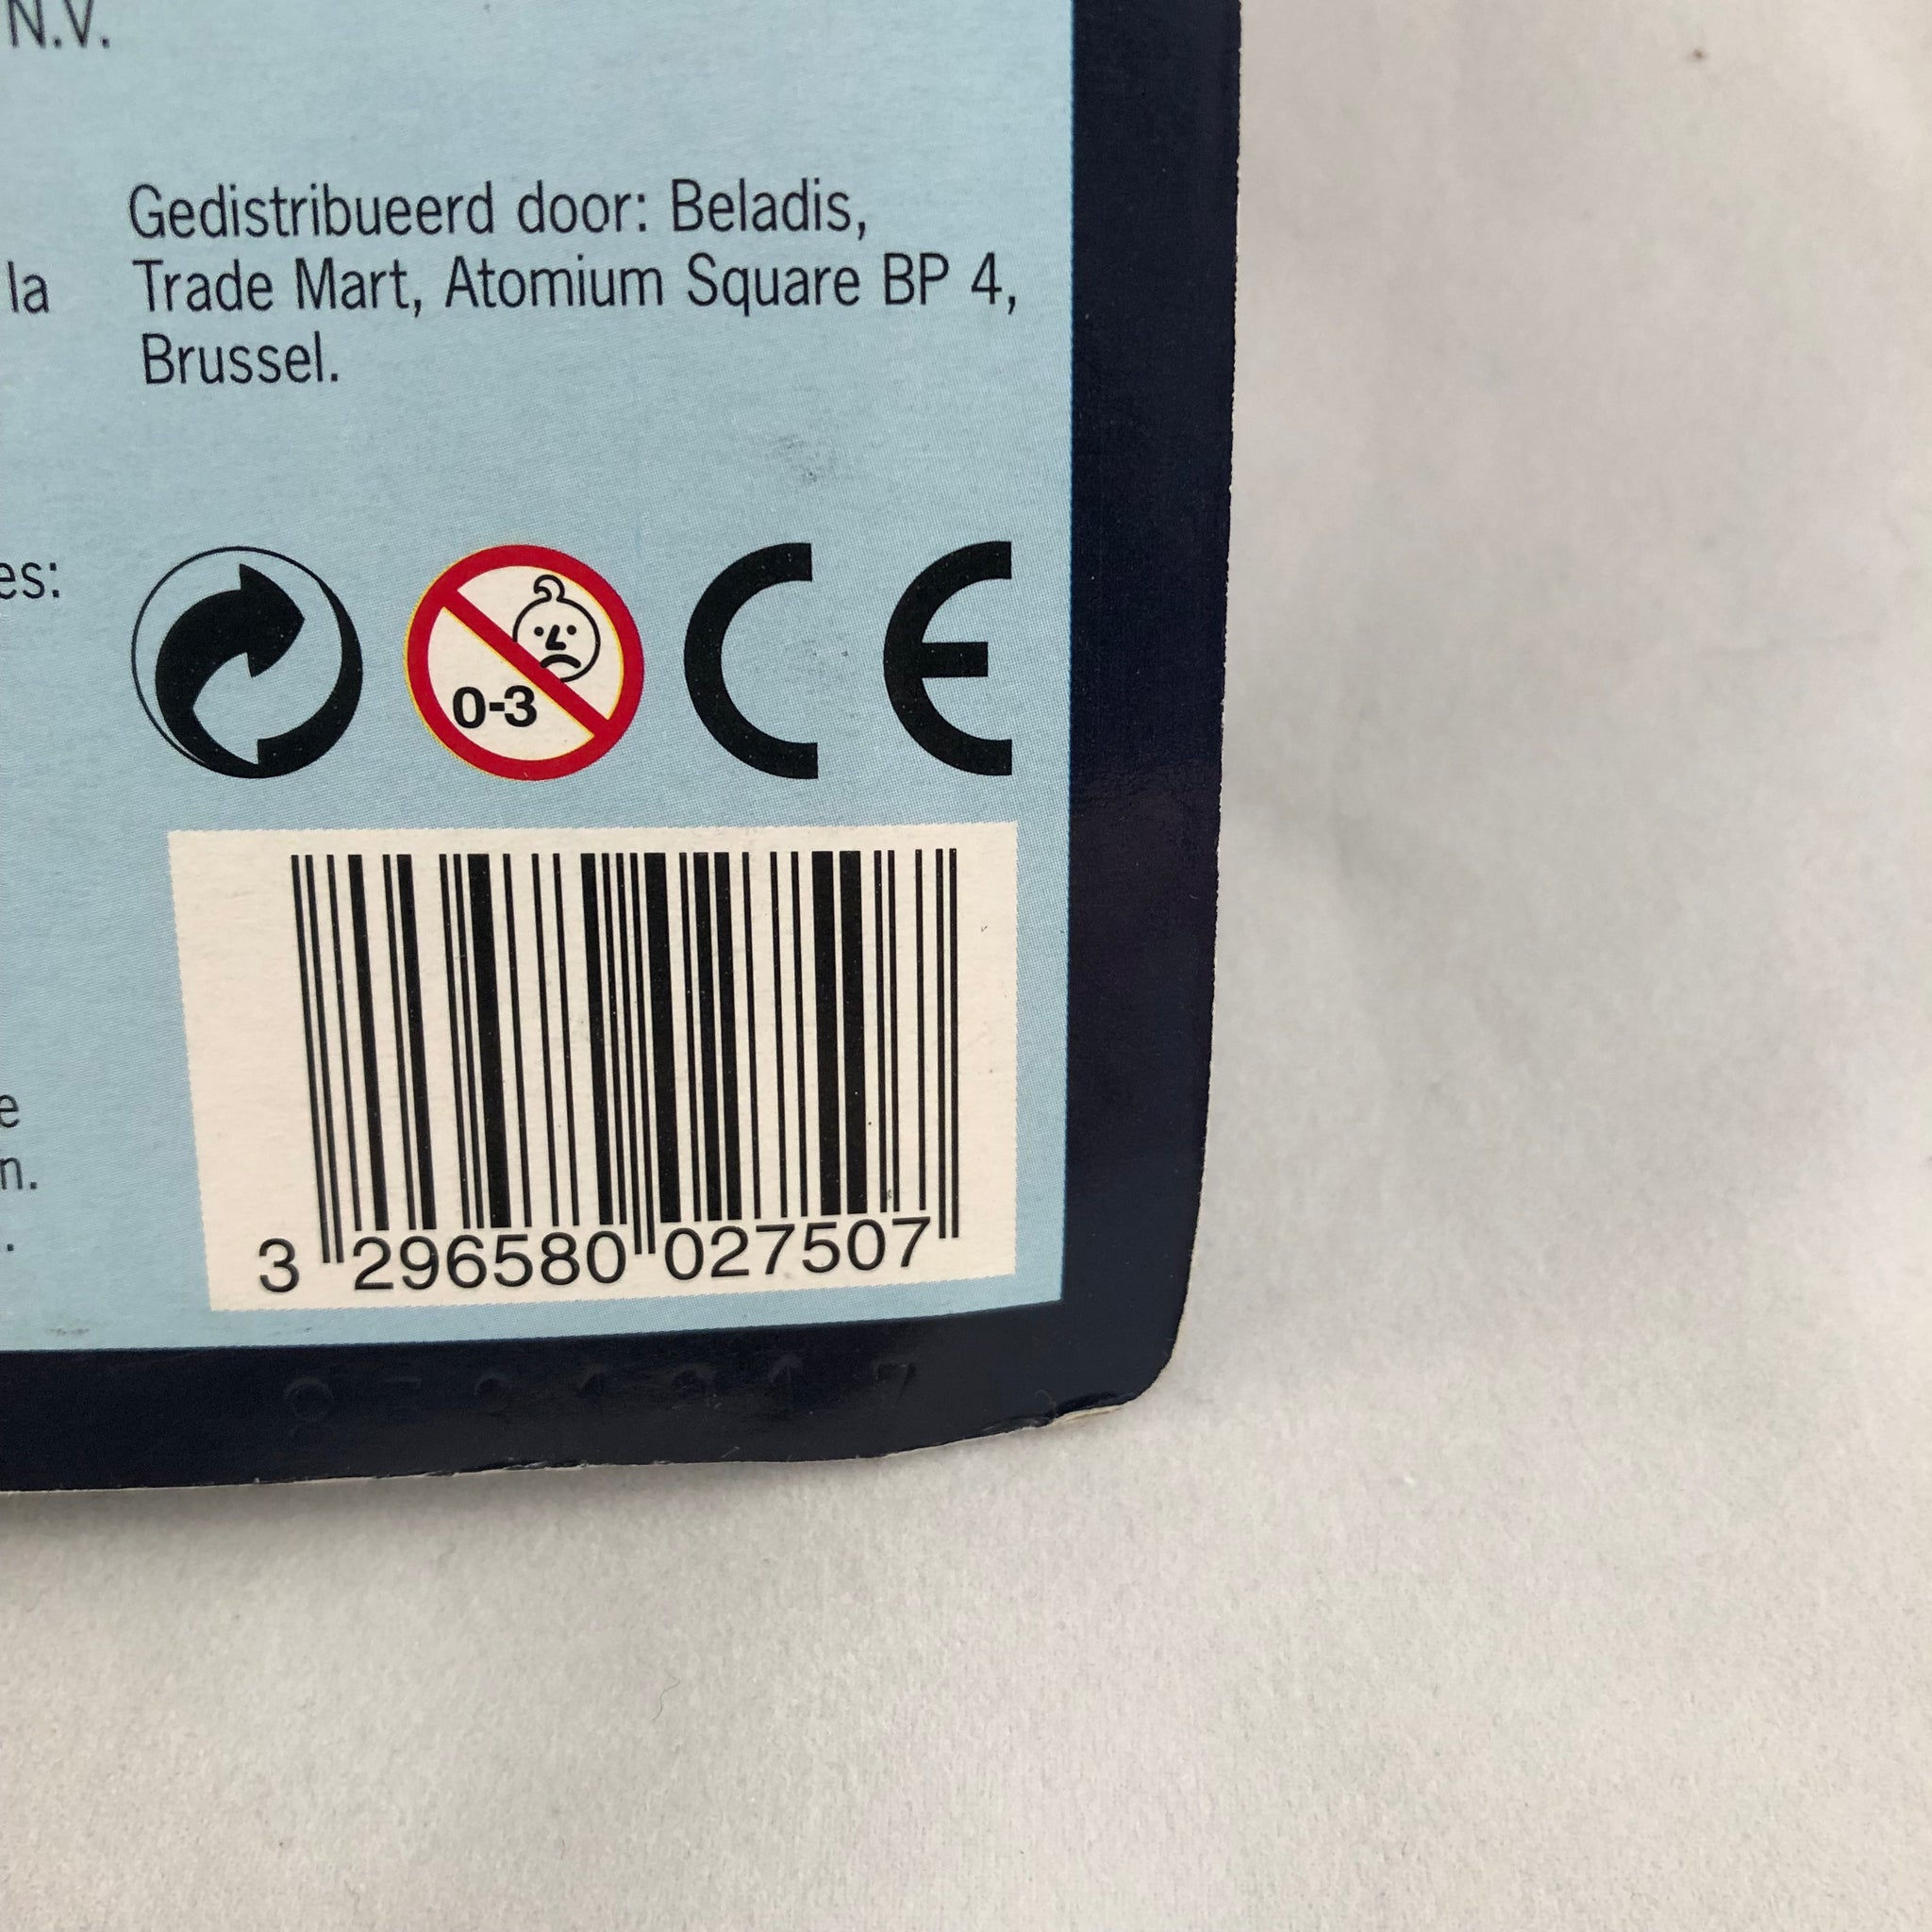 N.V.
Gedistribueerd door: Beladis,
la
Trade Mart, Atomium Square BP 4,
Brussel.
es:
0-3
CE
e
n.
.
3 296580 027507